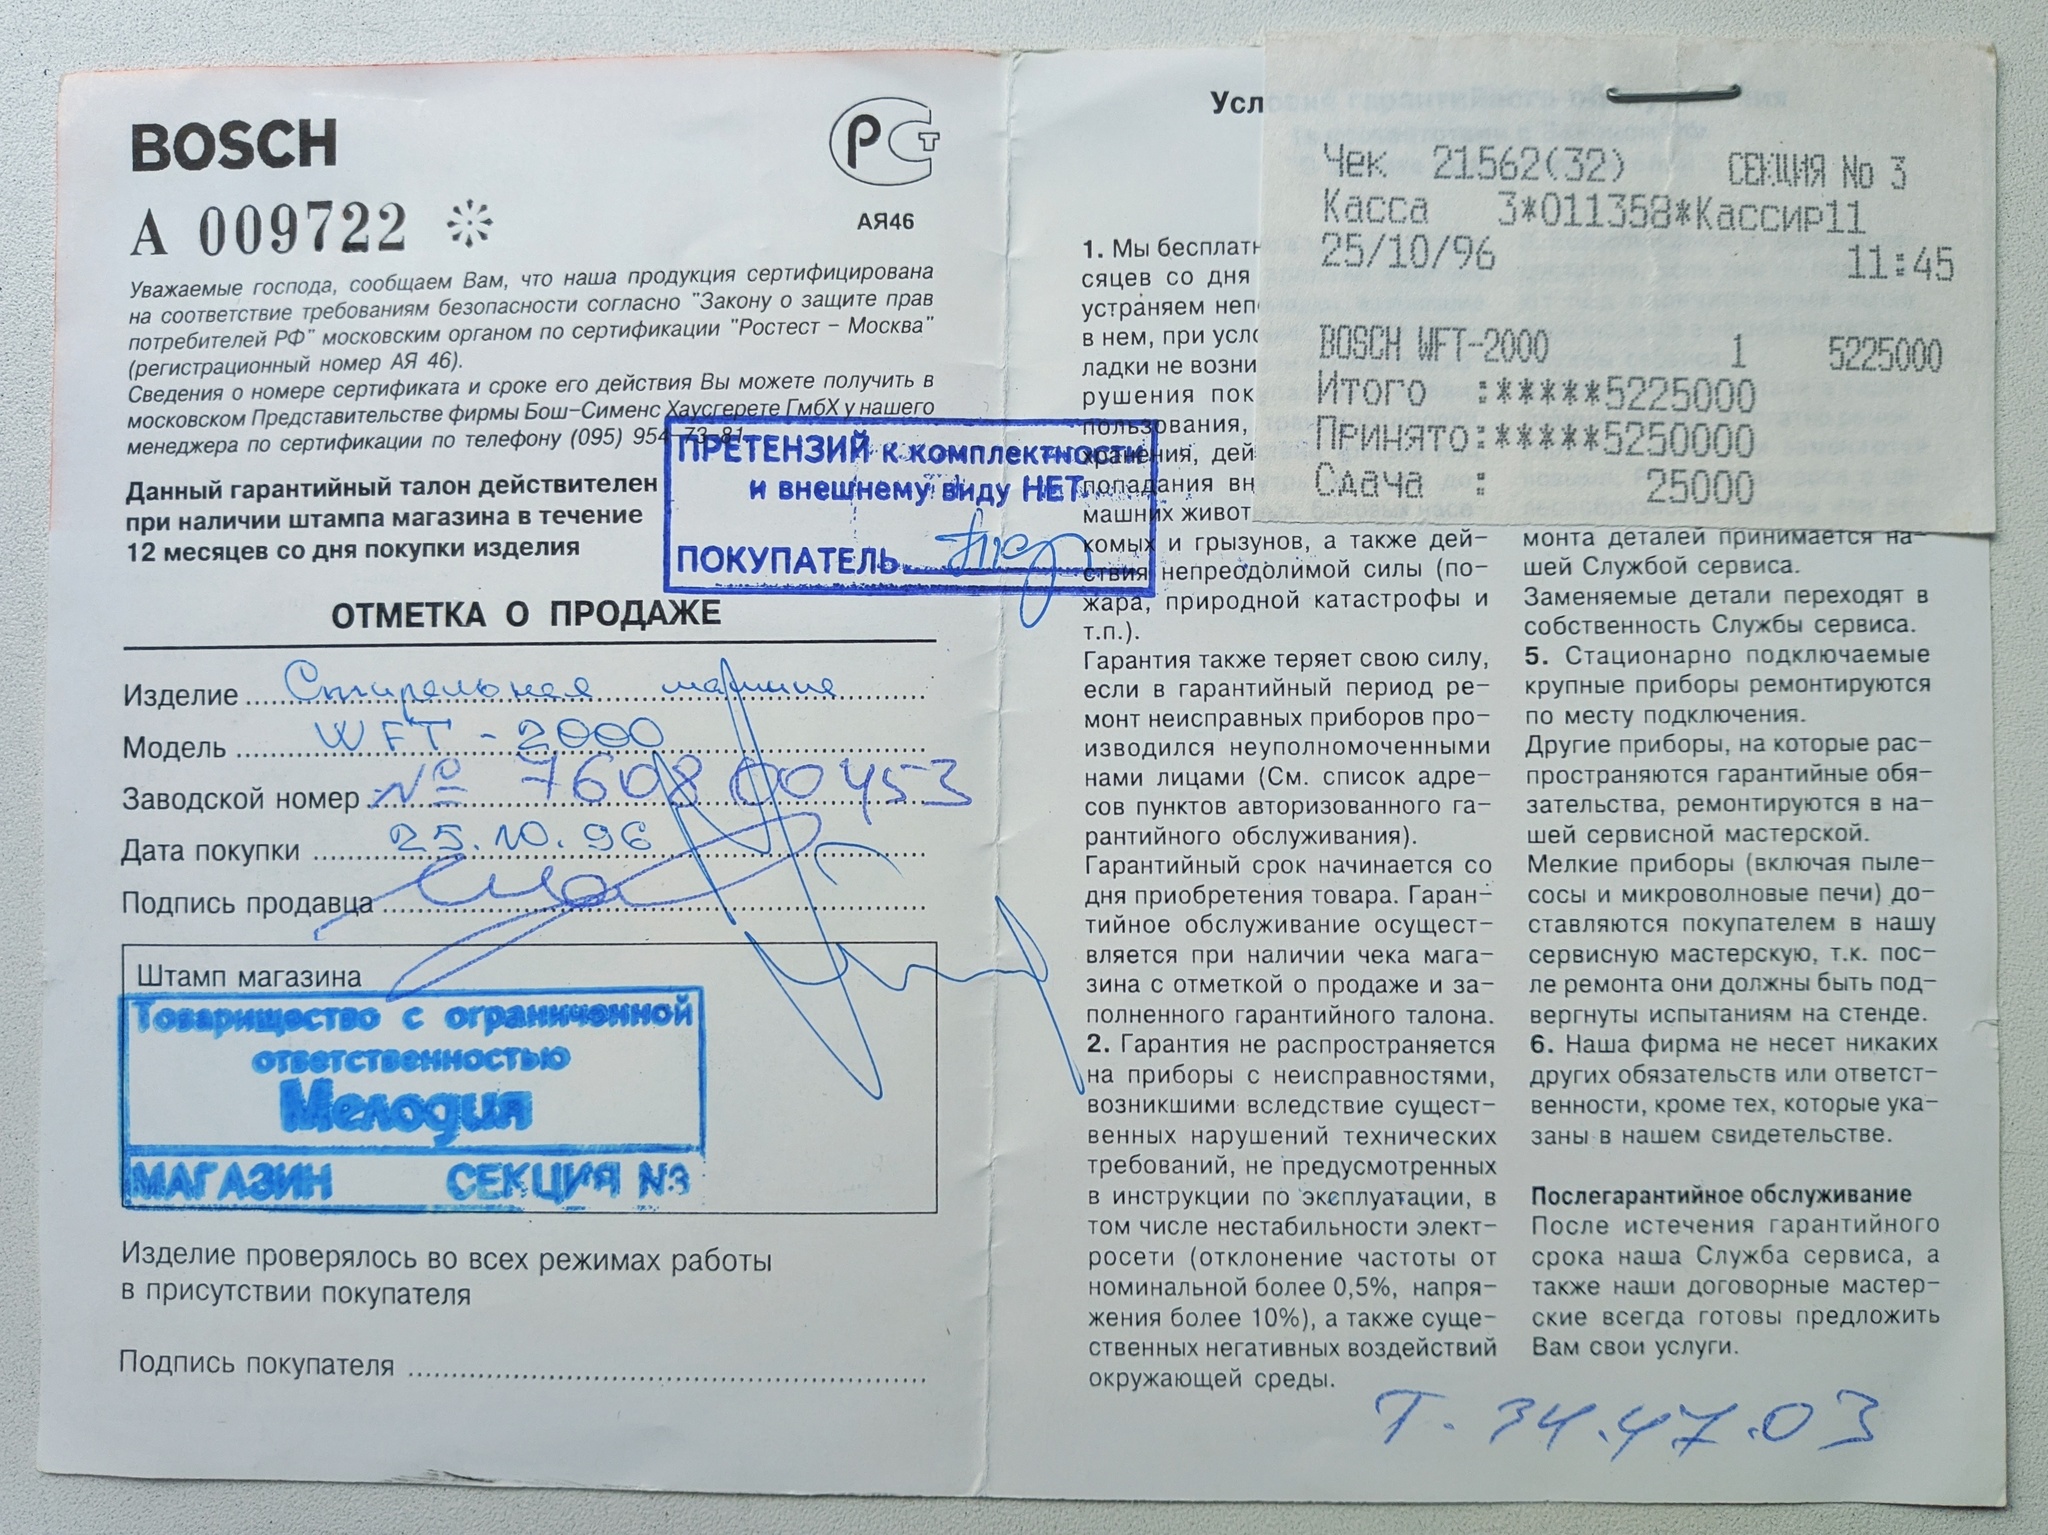 BOSCH
А 009722 ✻
АЯ46
Уважаемые господа, сообщаем Вам, что наша продукция сертифицирована
на соответствие требованиям безопасности согласно "Закону о защите прав
потребителей РФ" московским органом по сертификации "Ростест – Москва"
(регистрационный номер АЯ 46).
Сведения о номере сертификата и сроке его действия Вы можете получить в
московском Представительстве фирмы Бош–Сименс Хаусгерете ГмбХ у нашего
менеджера по сертификации по телефону (095) 954–73–81
Данный гарантийный талон действителен
при наличии штампа магазина в течение
12 месяцев со дня покупки изделия
ПРЕТЕНЗИЙ к комплектности
и внешнему виду НЕТ.
ПОКУПАТЕЛЬ
ОТМЕТКА О ПРОДАЖЕ
Изделие Стиральная машина
Модель WFT - 2000
Заводской номер № 760800453
Дата покупки 25.10.96
Подпись продавца
Штамп магазина
Товарищество с ограниченной
ответственностью
Мелодия
МАГАЗИН СЕКЦИЯ N3
Изделие проверялось во всех режимах работы
в присутствии покупателя
Подпись покупателя
Усл
1. Мы бесплатн
сяцев со дня
устраняем неп
в нем, при усло
ладки не возни
рушения пок
пользования,
хранения, дей
попадания вн
машних живот
комых и грызунов, а также дей–
ствия непреодолимой силы (по–
жара, природной катастрофы и
т.п.).
Гарантия также теряет свою силу,
если в гарантийный период ре–
монт неисправных приборов про–
изводился неуполномоченными
нами лицами (См. список адре–
сов пунктов авторизованного га–
рантийного обслуживания).
Гарантийный срок начинается со
дня приобретения товара. Гаран–
тийное обслуживание осущест–
вляется при наличии чека мага–
зина с отметкой о продаже и за–
полненного гарантийного талона.
2. Гарантия не распространяется
на приборы с неисправностями,
возникшими вследствие сущест–
венных нарушений технических
требований, не предусмотренных
в инструкции по эксплуатации, в
том числе нестабильности элект–
росети (отклонение частоты от
номинальной более 0,5%, напря–
жения более 10%), а также суще–
ственных негативных воздействий
окружающей среды.
Чек 21562(32) СЕКЦИЯ No 3
Касса 3*011358*Кассир11
25/10/96 11:45
BOSCH WFT-2000 1 5225000
Итого :*****5225000
Принято:*****5250000
Сдача : 25000
монта деталей принимается на–
шей Службой сервиса.
Заменяемые детали переходят в
собственность Службы сервиса.
5. Стационарно подключаемые
крупные приборы ремонтируются
по месту подключения.
Другие приборы, на которые рас–
пространяются гарантийные обя–
зательства, ремонтируются в на–
шей сервисной мастерской.
Мелкие приборы (включая пыле–
сосы и микроволновые печи) до–
ставляются покупателем в нашу
сервисную мастерскую, т.к. пос–
ле ремонта они должны быть под–
вергнуты испытаниям на стенде.
6. Наша фирма не несет никаких
других обязательств или ответст–
венности, кроме тех, которые ука–
заны в нашем свидетельстве.
Послегарантийное обслуживание
После истечения гарантийного
срока наша Служба сервиса, а
также наши договорные мастер–
ские всегда готовы предложить
Вам свои услуги.
Т. 34.47.03